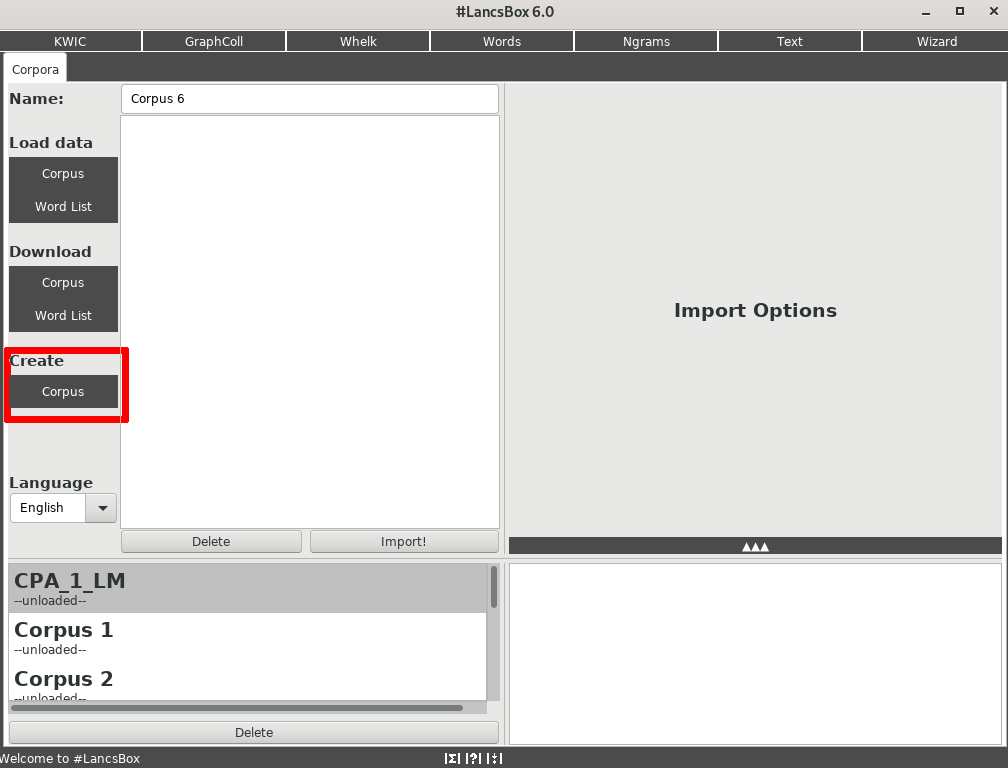 #LancsBox 6.0
KWIC
GraphColl
Whelk
Words
Ngrams
Text
Wizard
Corpora
Name:
Corpus 6
Load data
Corpus
Word List
Download
Corpus
Word List
Create
Corpus
Language
English
Delete
Import!
Import Options
CPA_1_LM
--unloaded--
Corpus 1
--unloaded--
Corpus 2
--unloaded--
Delete
Welcome to #LancsBox